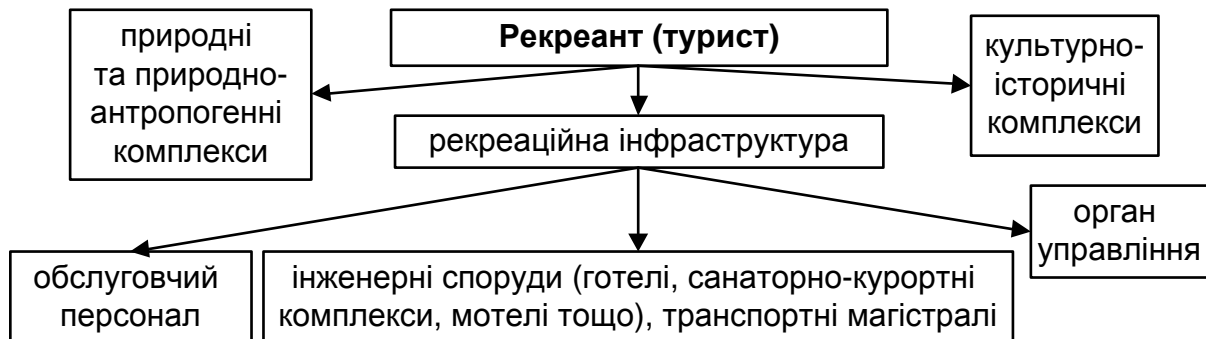 природні
та природно-
антропогенні
комплекси
Рекреант (турист)
культурно-
історичні
комплекси
рекреаційна інфраструктура
обслуговчий
персонал
інженерні споруди (готелі, санаторно-курортні
комплекси, мотелі тощо), транспортні магістралі
орган
управління